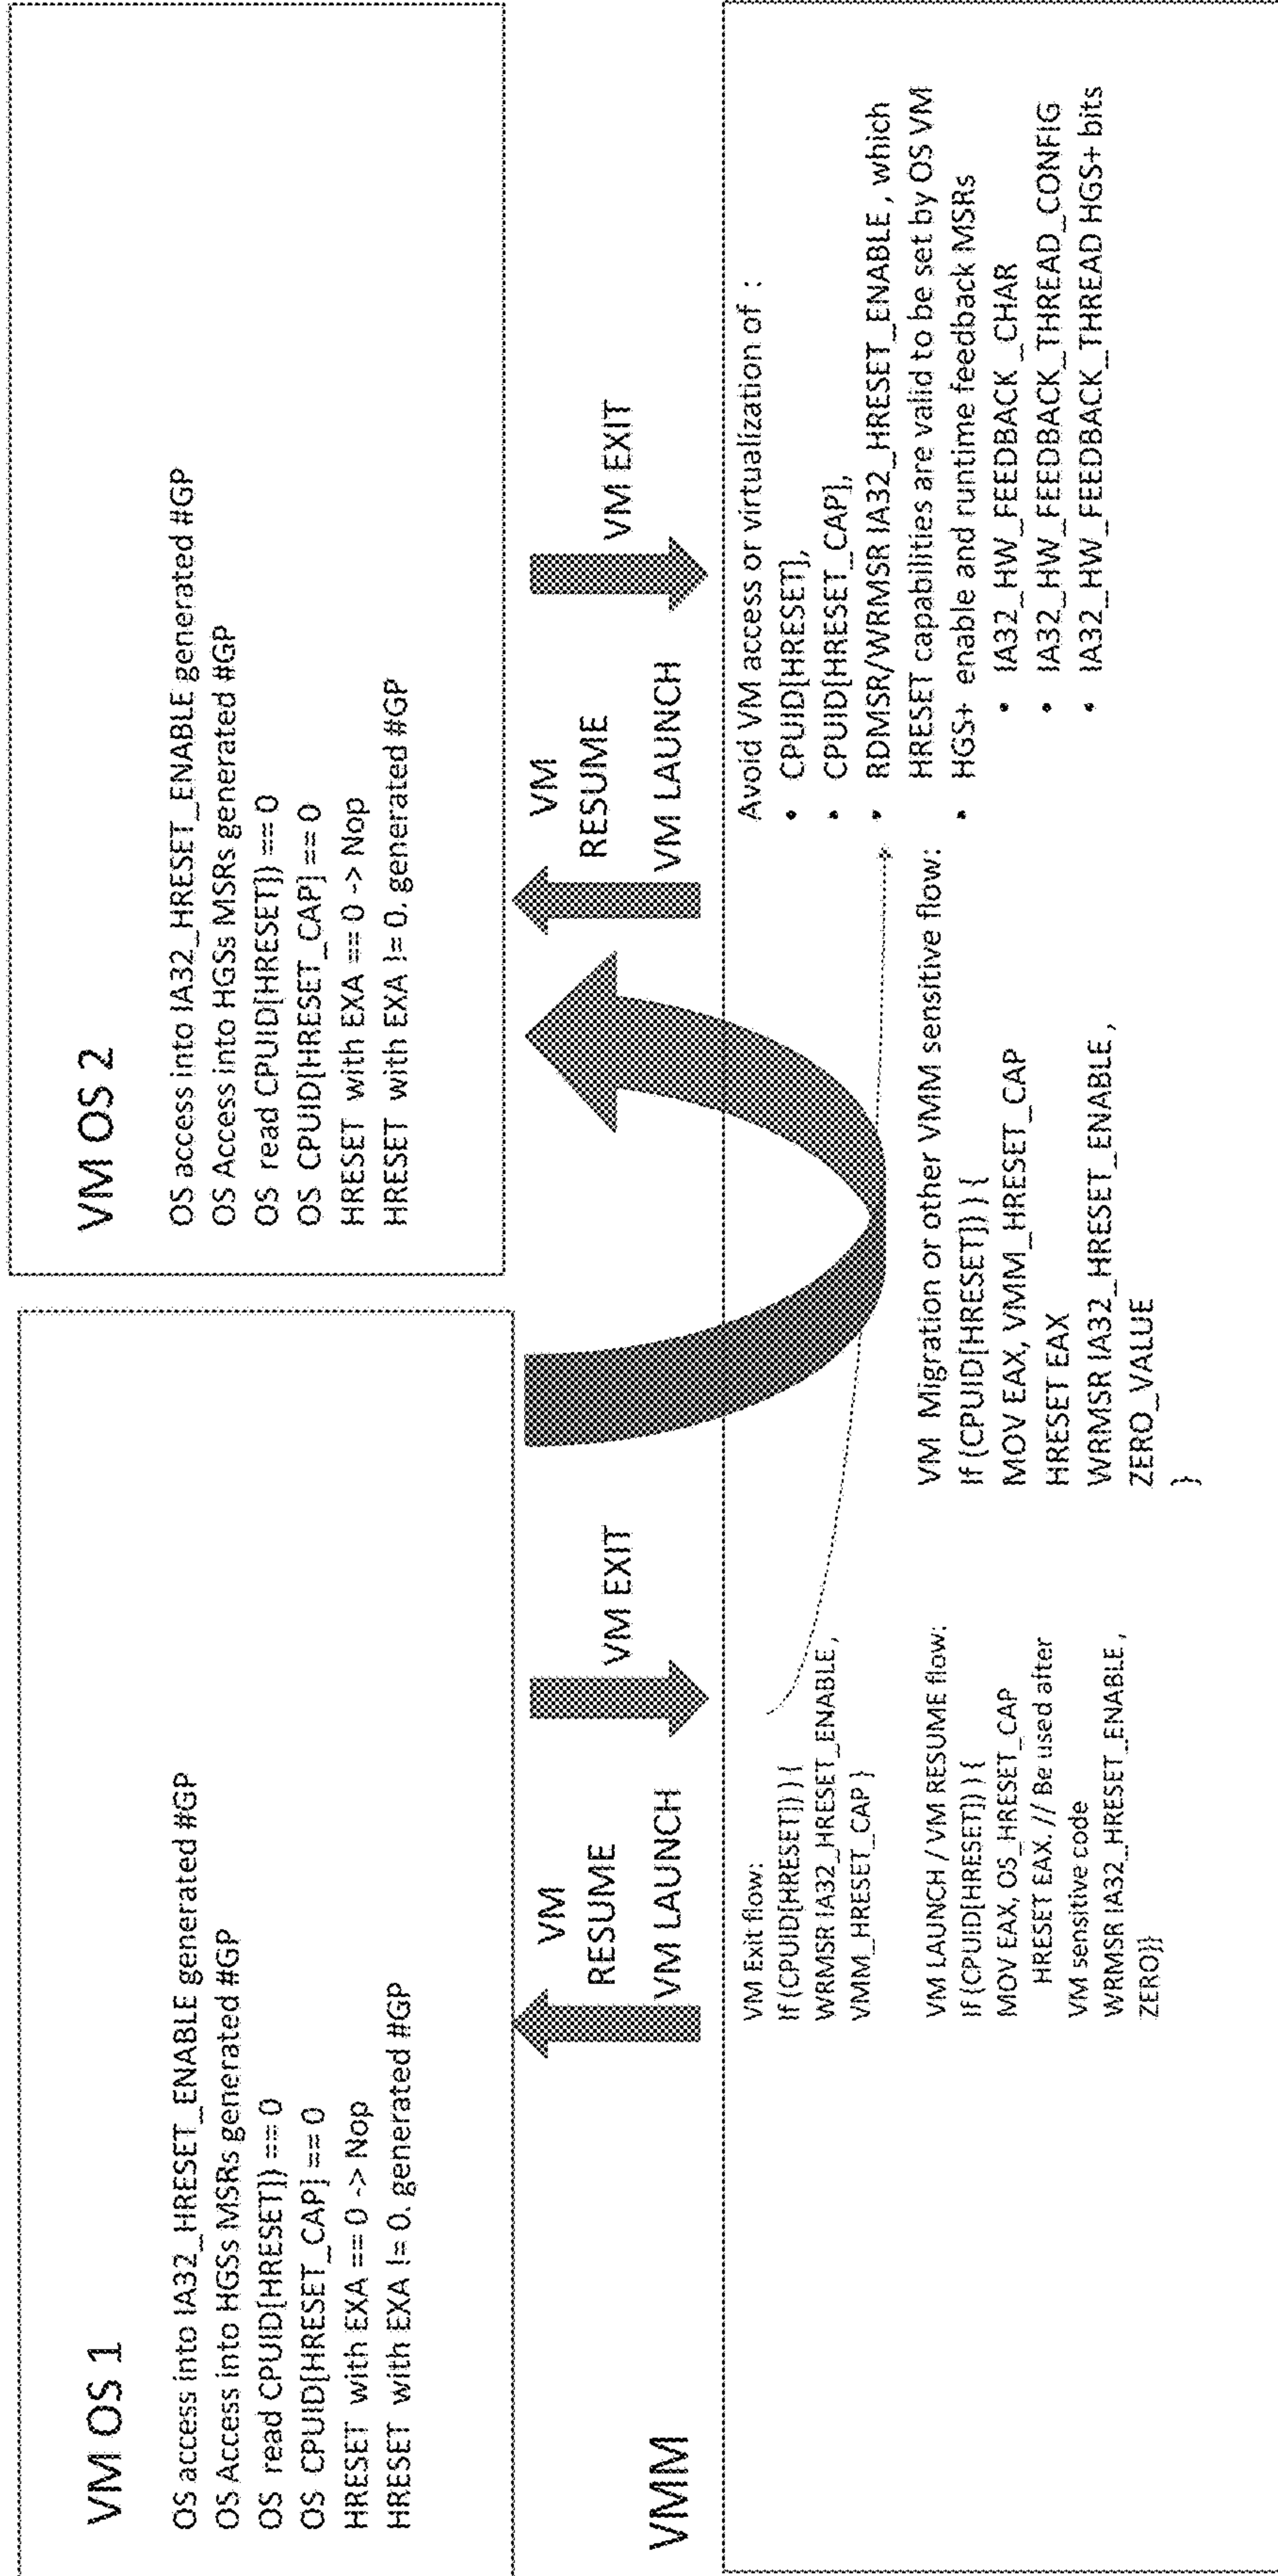 VM OS 1
OS access into IA32_HRESET_ENABLE generated #GP
OS Access into HGSs MSRs generated #GP
OS read CPUID[HRESET]) == 0
OS CPUID[HRESET_CAP] == 0
HRESET with EXA == 0 -> Nop
HRESET with EXA != 0. generated #GP
VM OS 2
OS access into IA32_HRESET_ENABLE generated #GP
OS Access into HGSs MSRs generated #GP
OS read CPUID[HRESET]) == 0
OS CPUID[HRESET_CAP] == 0
HRESET with EXA == 0 -> Nop
HRESET with EXA != 0. generated #GP
VM
RESUME
VM LAUNCH
VM EXIT
VM
RESUME
VM LAUNCH
VM EXIT
VMM
VM Exit flow:
If (CPUID[HRESET]) ) {
WRMSR IA32_HRESET_ENABLE ,
VMM_HRESET_CAP }
VM LAUNCH / VM RESUME flow:
If (CPUID[HRESET]) ) {
MOV EAX, OS_HRESET_CAP
HRESET EAX. // Be used after
VM sensitive code
WRMSR IA32_HRESET_ENABLE ,
ZERO}}
VM Migration or other VMM sensitive flow:
If (CPUID[HRESET]) ) {
MOV EAX, VMM_HRESET_CAP
HRESET EAX
WRMSR IA32_HRESET_ENABLE ,
ZERO_VALUE
}
Avoid VM access or virtualization of :
• CPUID[HRESET],
• CPUID[HRESET_CAP],
• RDMSR/WRMSR IA32_HRESET_ENABLE , which
HRESET capabilities are valid to be set by OS VM
• HGS+ enable and runtime feedback MSRs
• IA32_HW_FEEDBACK _CHAR
• IA32_HW_FEEDBACK_THREAD_CONFIG
• IA32_HW_FEEDBACK_THREAD HGS+ bits